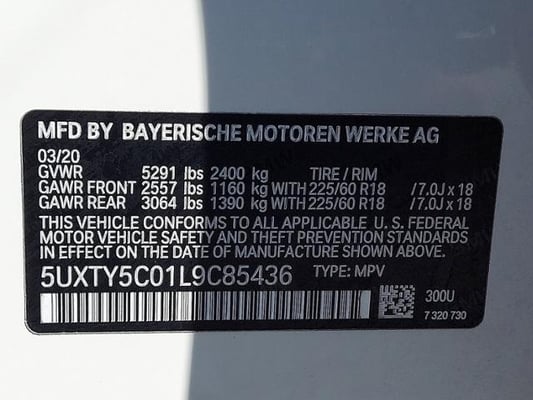 MFD BY BAYERISCHE MOTOREN WERKE AG
03/20
GVWR 5291 lbs 2400 kg TIRE / RIM
GAWR FRONT 2557 lbs 1160 kg WITH 225/60 R18 / 7.0J x 18
GAWR REAR 3064 lbs 1390 kg WITH 225/60 R18 / 7.0J x 18
THIS VEHICLE CONFORMS TO ALL APPLICABLE U.S. FEDERAL
MOTOR VEHICLE SAFETY AND THEFT PREVENTION STANDARDS
IN EFFECT ON THE DATE OF MANUFACTURE SHOWN ABOVE.
5UXTY5C01L9C85436 TYPE: MPV
300U
7 320 730